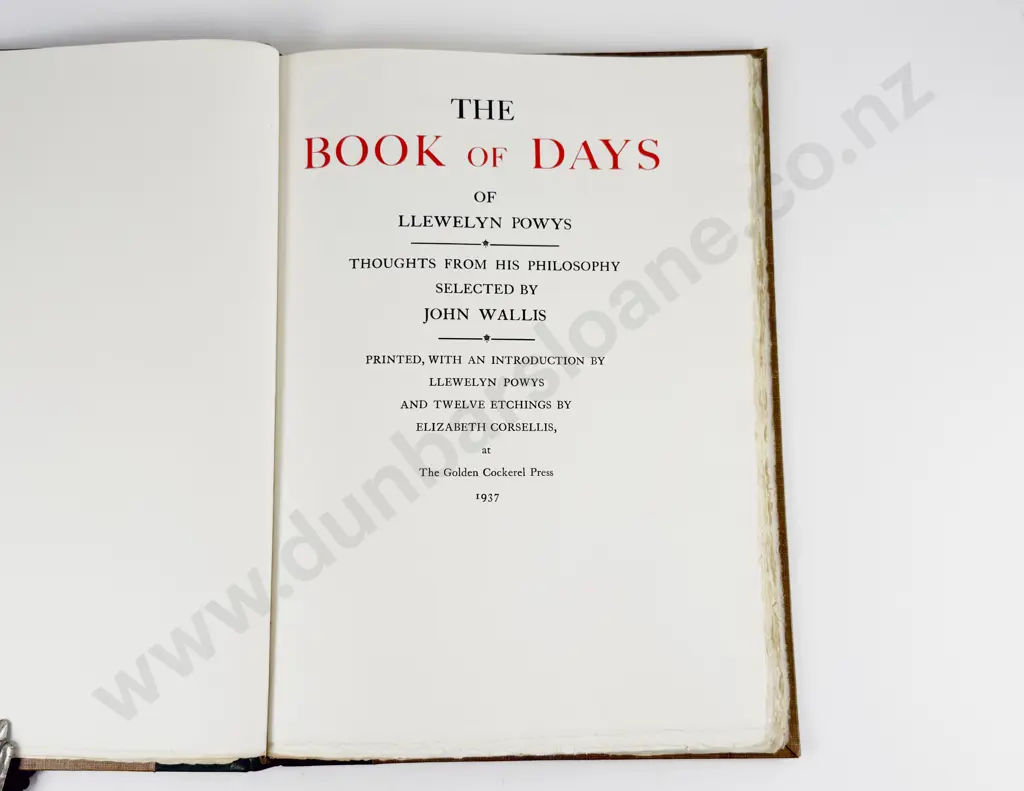 THE
BOOK OF DAYS
OF
LLEWELYN POWYS
THOUGHTS FROM HIS PHILOSOPHY
SELECTED BY
JOHN WALLIS
PRINTED, WITH AN INTRODUCTION BY
LLEWELYN POWYS
AND TWELVE ETCHINGS BY
ELIZABETH CORSELLIS,
at
The Golden Cockerel Press
1937
www.dunbarsloane.co.nz